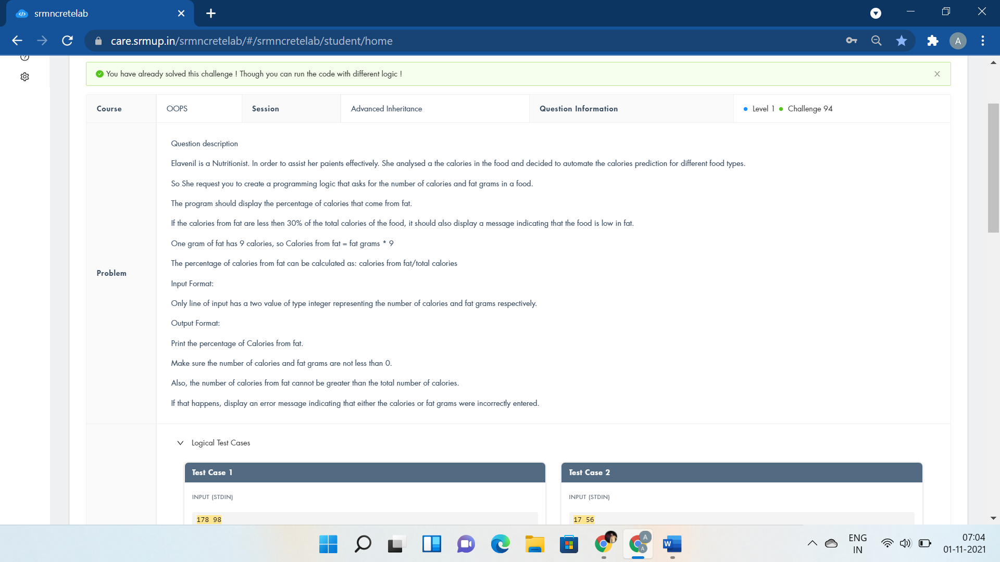 srmncretelab
care.srmup.in/srmncretelab/#/srmncretelab/student/home
A
You have already solved this challenge ! Though you can run the code with different logic !
Course OOPS Session Advanced Inheritance Question Information Level 1 Challenge 94
Problem
Question description
Elavenil is a Nutritionist. In order to assist her paients effectively. She analysed a the calories in the food and decided to automate the calories prediction for different food types.
So She request you to create a programming logic that asks for the number of calories and fat grams in a food.
The program should display the percentage of calories that come from fat.
If the calories from fat are less then 30% of the total calories of the food, it should also display a message indicating that the food is low in fat.
One gram of fat has 9 calories, so Calories from fat = fat grams * 9
The percentage of calories from fat can be calculated as: calories from fat/total calories
Input Format:
Only line of input has a two value of type integer representing the number of calories and fat grams respectively.
Output Format:
Print the percentage of Calories from fat.
Make sure the number of calories and fat grams are not less than 0.
Also, the number of calories from fat cannot be greater than the total number of calories.
If that happens, display an error message indicating that either the calories or fat grams were incorrectly entered.
Logical Test Cases
Test Case 1
INPUT (STDIN)
178 98
Test Case 2
INPUT (STDIN)
17 56
A
A
W
ENG
IN
07:04
01-11-2021